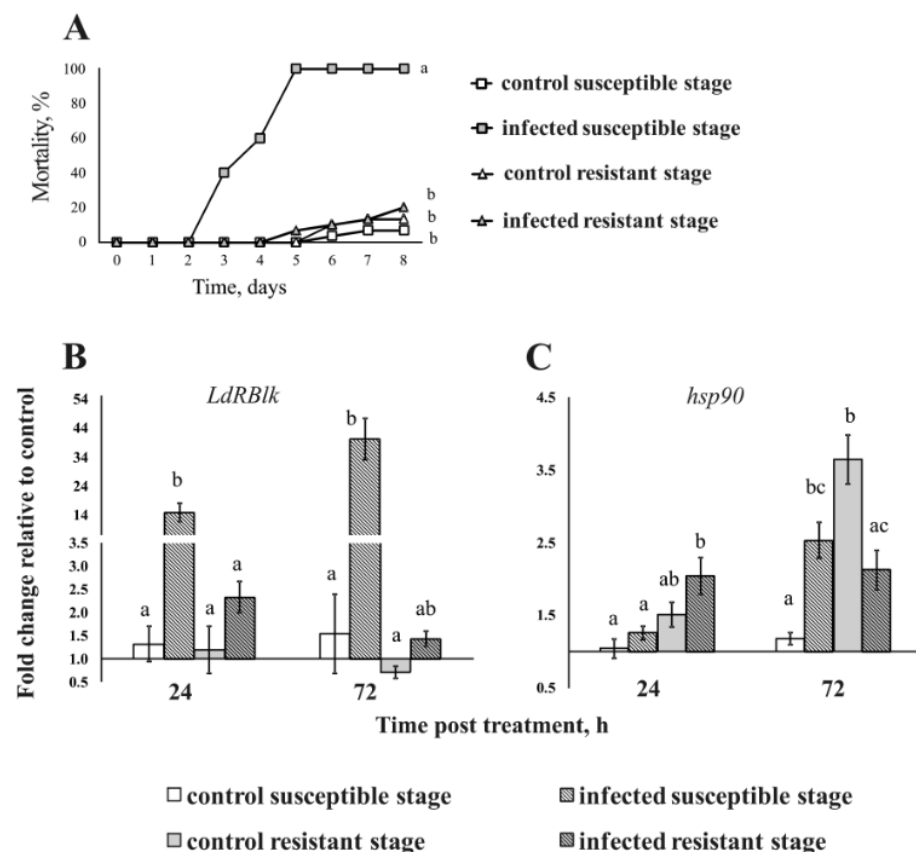 A
100
80
60
40
20
0
Mortality, %
0 1 2 3 4 5 6 7 8
Time, days
a
b
b
b
control susceptible stage
infected susceptible stage
control resistant stage
infected resistant stage
B
LdRBlk
Fold change relative to control
54
44
34
24
14
3.5
2.5
2.0
1.5
1.0
0.5
a b a a
a b a ab
24 72
C
hsp90
4.5
3.5
2.5
1.5
0.5
a a ab b
a bc b ac
24 72
Time post treatment, h
control susceptible stage infected susceptible stage
control resistant stage infected resistant stage